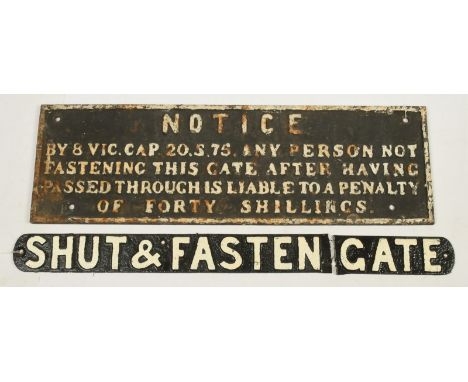 NOTICE
BY 8 VIC. CAP. 20. S. 75. ANY PERSON NOT
FASTENING THIS GATE AFTER HAVING
PASSED THROUGH IS LIABLE TO A PENALTY
OF FORTY SHILLINGS.
SHUT & FASTEN GATE